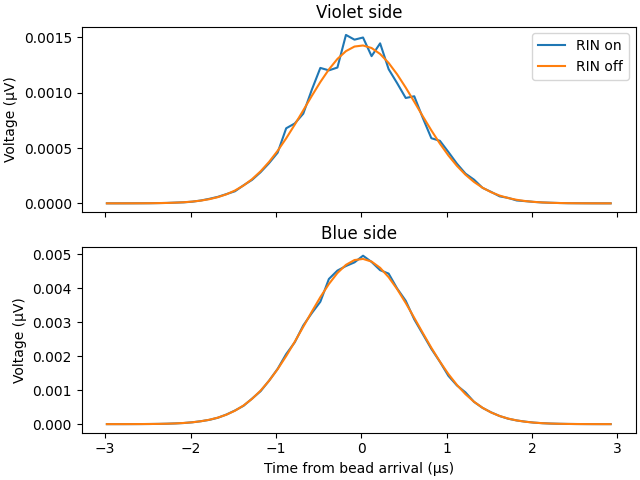 Violet side
Voltage (μV)
0.0015
0.0010
0.0005
0.0000
RIN on
RIN off
Blue side
Voltage (μV)
0.005
0.004
0.003
0.002
0.001
0.000
−3 −2 −1 0 1 2 3
Time from bead arrival (μs)